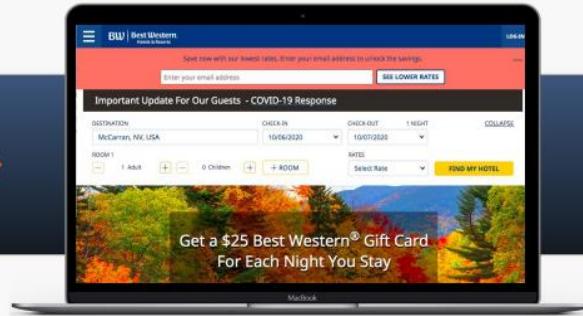 BW Best Western.
Hotels & Resorts
LOG IN
Save now with our lowest rates. Enter your email address to unlock the savings.
Enter your email address
SEE LOWER RATES
Important Update For Our Guests - COVID-19 Response
DESTINATION
CHECK-IN
CHECK-OUT
1 NIGHT
COLLAPSE
McCarran, NV, USA
10/06/2020
10/07/2020
ROOM 1
RATES
− 1 Adult + − 0 Children +
+ ROOM
Select Rate
FIND MY HOTEL
Get a $25 Best Western® Gift Card
For Each Night You Stay
MacBook